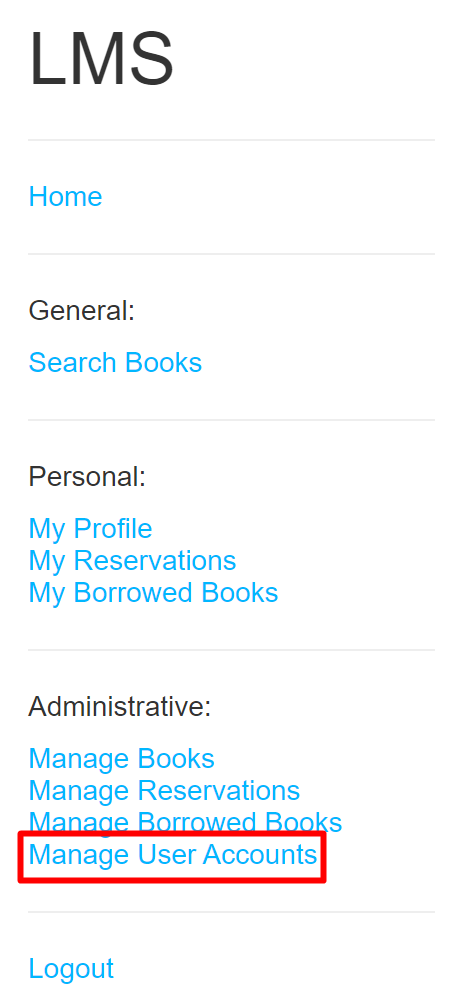 LMS
Home
General:
Search Books
Personal:
My Profile
My Reservations
My Borrowed Books
Administrative:
Manage Books
Manage Reservations
Manage Borrowed Books
Manage User Accounts
Logout